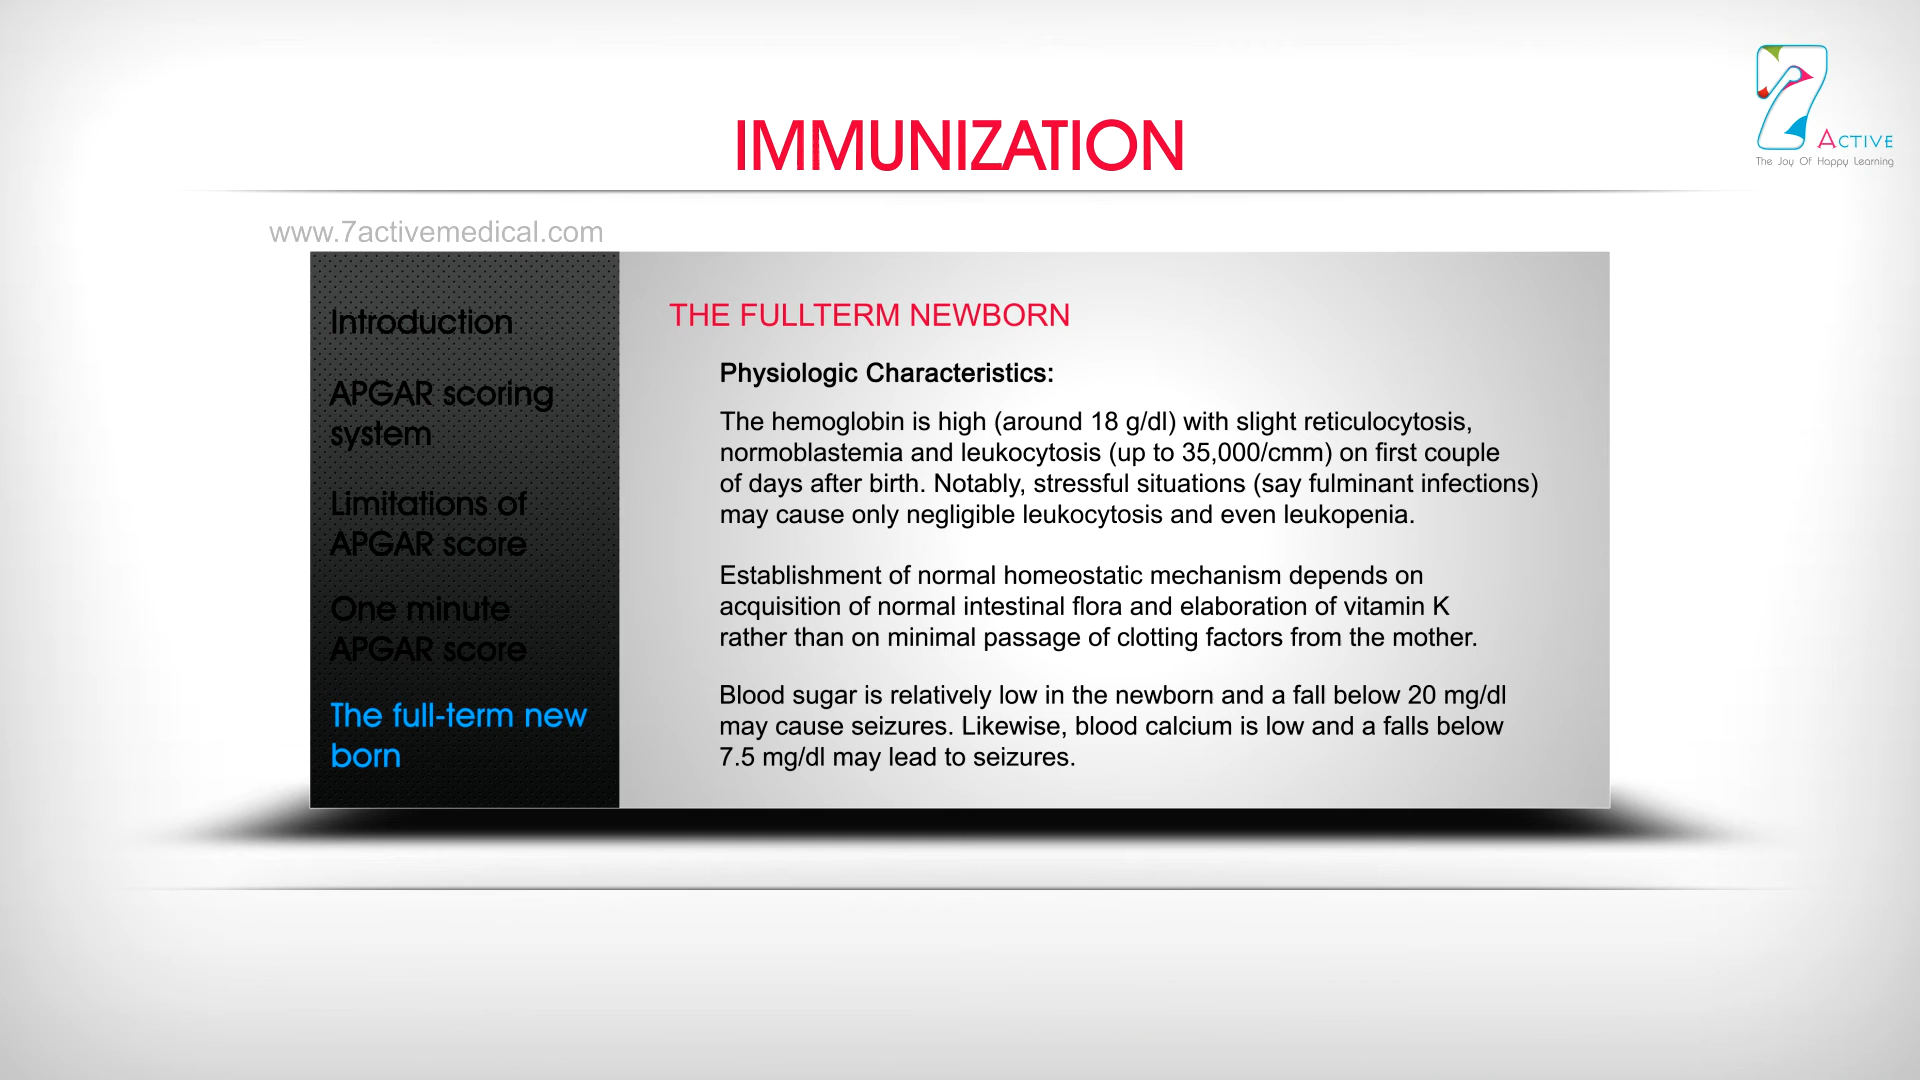 IMMUNIZATION
7
ACTIVE
The Joy Of Happy Learning
www.7activemedical.com
Introduction
APGAR scoring
system
Limitations of
APGAR score
One minute
APGAR score
The full-term new
born
THE FULLTERM NEWBORN
Physiologic Characteristics:
The hemoglobin is high (around 18 g/dl) with slight reticulocytosis,
normoblastemia and leukocytosis (up to 35,000/cmm) on first couple
of days after birth. Notably, stressful situations (say fulminant infections)
may cause only negligible leukocytosis and even leukopenia.
Establishment of normal homeostatic mechanism depends on
acquisition of normal intestinal flora and elaboration of vitamin K
rather than on minimal passage of clotting factors from the mother.
Blood sugar is relatively low in the newborn and a fall below 20 mg/dl
may cause seizures. Likewise, blood calcium is low and a falls below
7.5 mg/dl may lead to seizures.